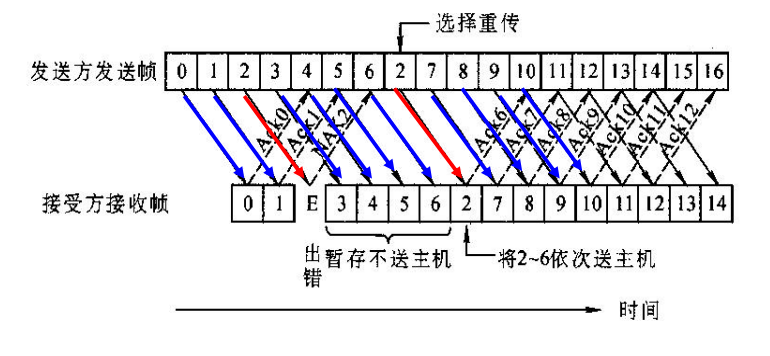 选择重传
发送方发送帧 0 1 2 3 4 5 6 2 7 8 9 10 11 12 13 14 15 16
Ack0 Ack1 NAK2 Ack6 Ack7 Ack8 Ack9 Ack10 Ack11 Ack12
接受方接收帧 0 1 E 3 4 5 6 2 7 8 9 10 11 12 13 14
出错
暂存不送主机
将2~6依次送主机
时间